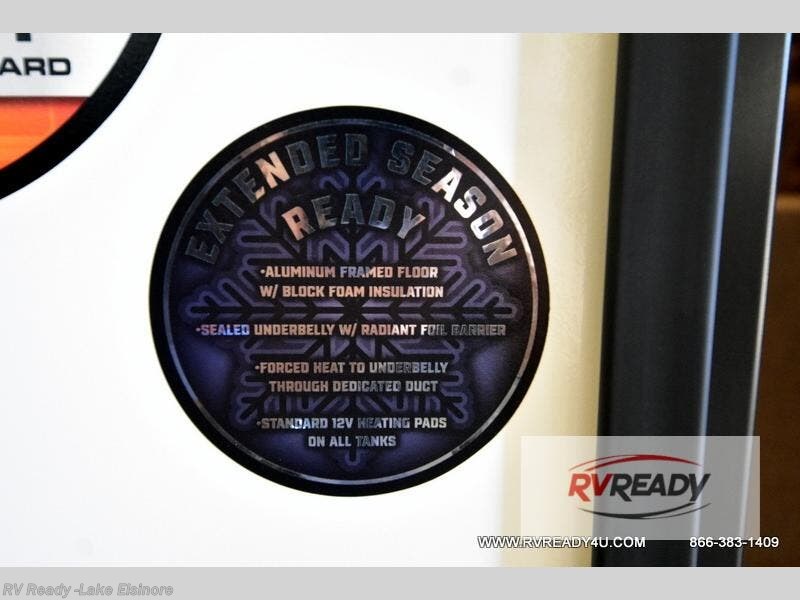 ARD
EXTENDED SEASON
READY
•ALUMINUM FRAMED FLOOR
W/ BLOCK FOAM INSULATION
•SEALED UNDERBELLY W/ RADIANT FOIL BARRIER
•FORCED HEAT TO UNDERBELLY
THROUGH DEDICATED DUCT
•STANDARD 12V HEATING PADS
ON ALL TANKS
RVREADY
WWW.RVREADY4U.COM 866-383-1409
RV Ready -Lake Elsinore